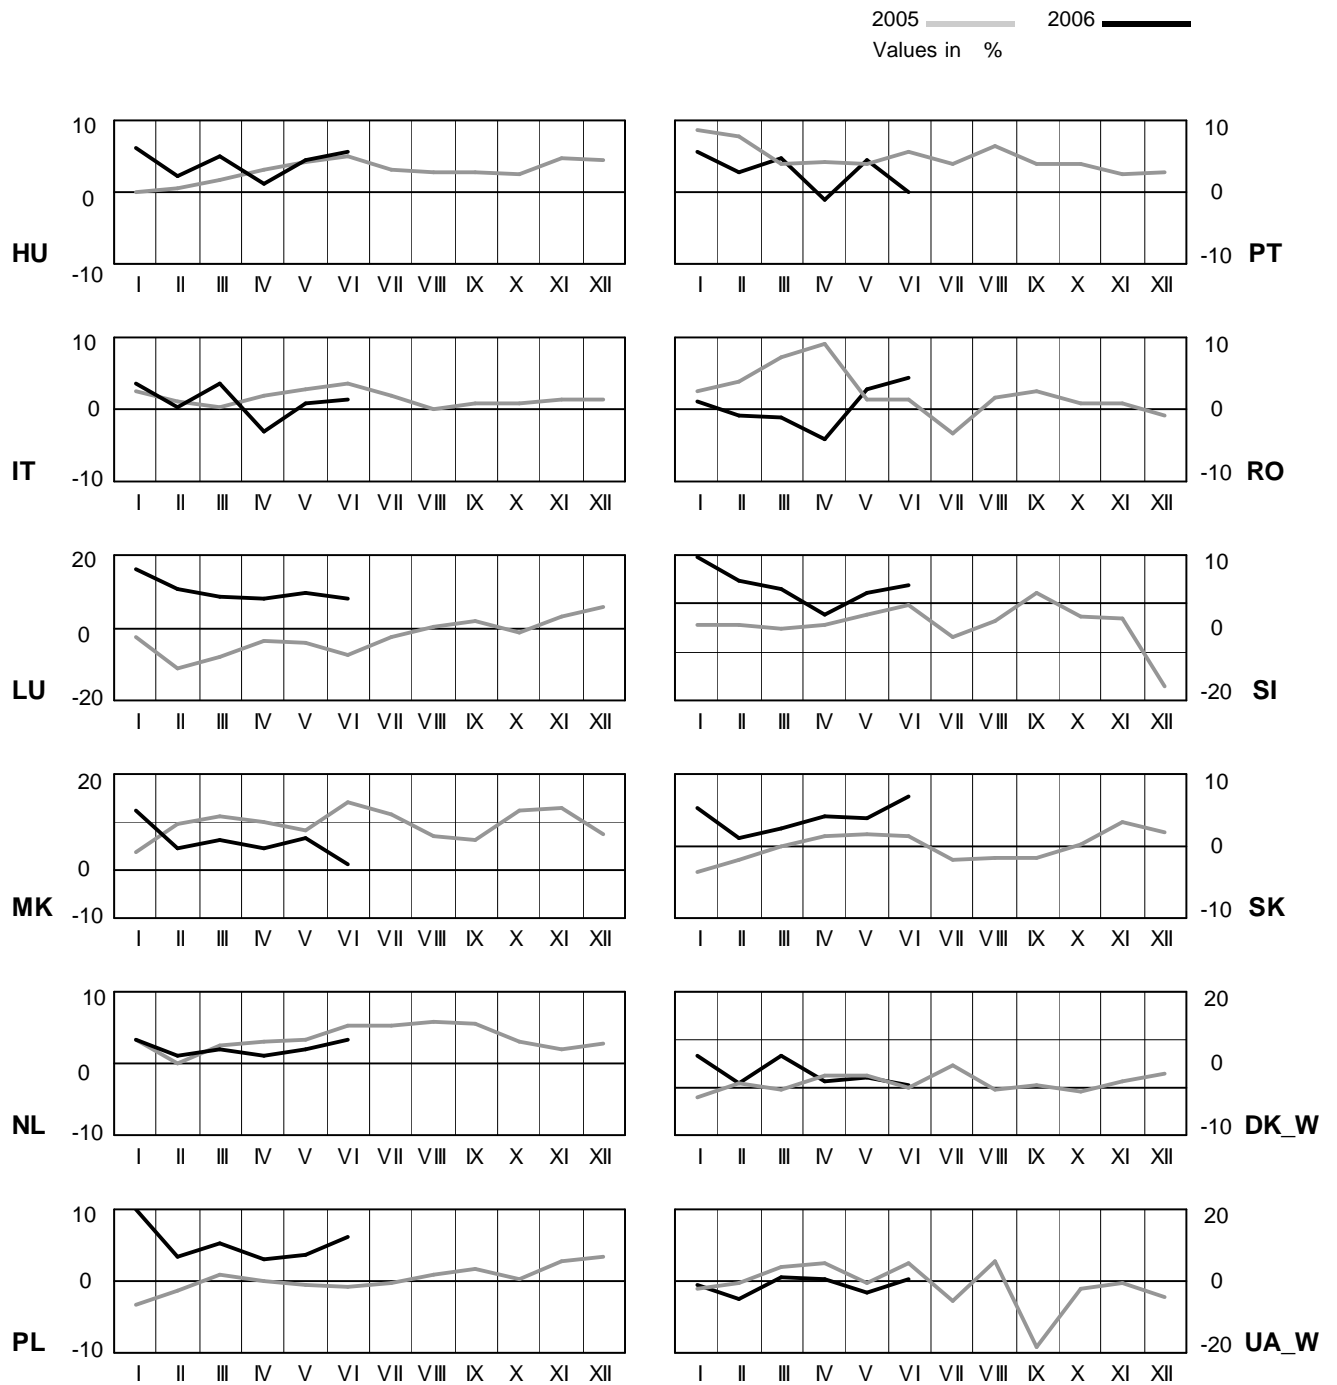 2005 2006
Values in %
10 10
0 0
HU -10 -10 PT
I II III IV V VI VII VIII IX X XI XII I II III IV V VI VII VIII IX X XI XII
10 10
0 0
IT -10 -10 RO
I II III IV V VI VII VIII IX X XI XII I II III IV V VI VII VIII IX X XI XII
20 10
0 0
LU -20 -20 SI
I II III IV V VI VII VIII IX X XI XII I II III IV V VI VII VIII IX X XI XII
20 10
0 0
MK -10 -10 SK
I II III IV V VI VII VIII IX X XI XII I II III IV V VI VII VIII IX X XI XII
10 20
0 0
NL -10 -10 DK_W
I II III IV V VI VII VIII IX X XI XII I II III IV V VI VII VIII IX X XI XII
10 20
0 0
PL -10 -20 UA_W
I II III IV V VI VII VIII IX X XI XII I II III IV V VI VII VIII IX X XI XII